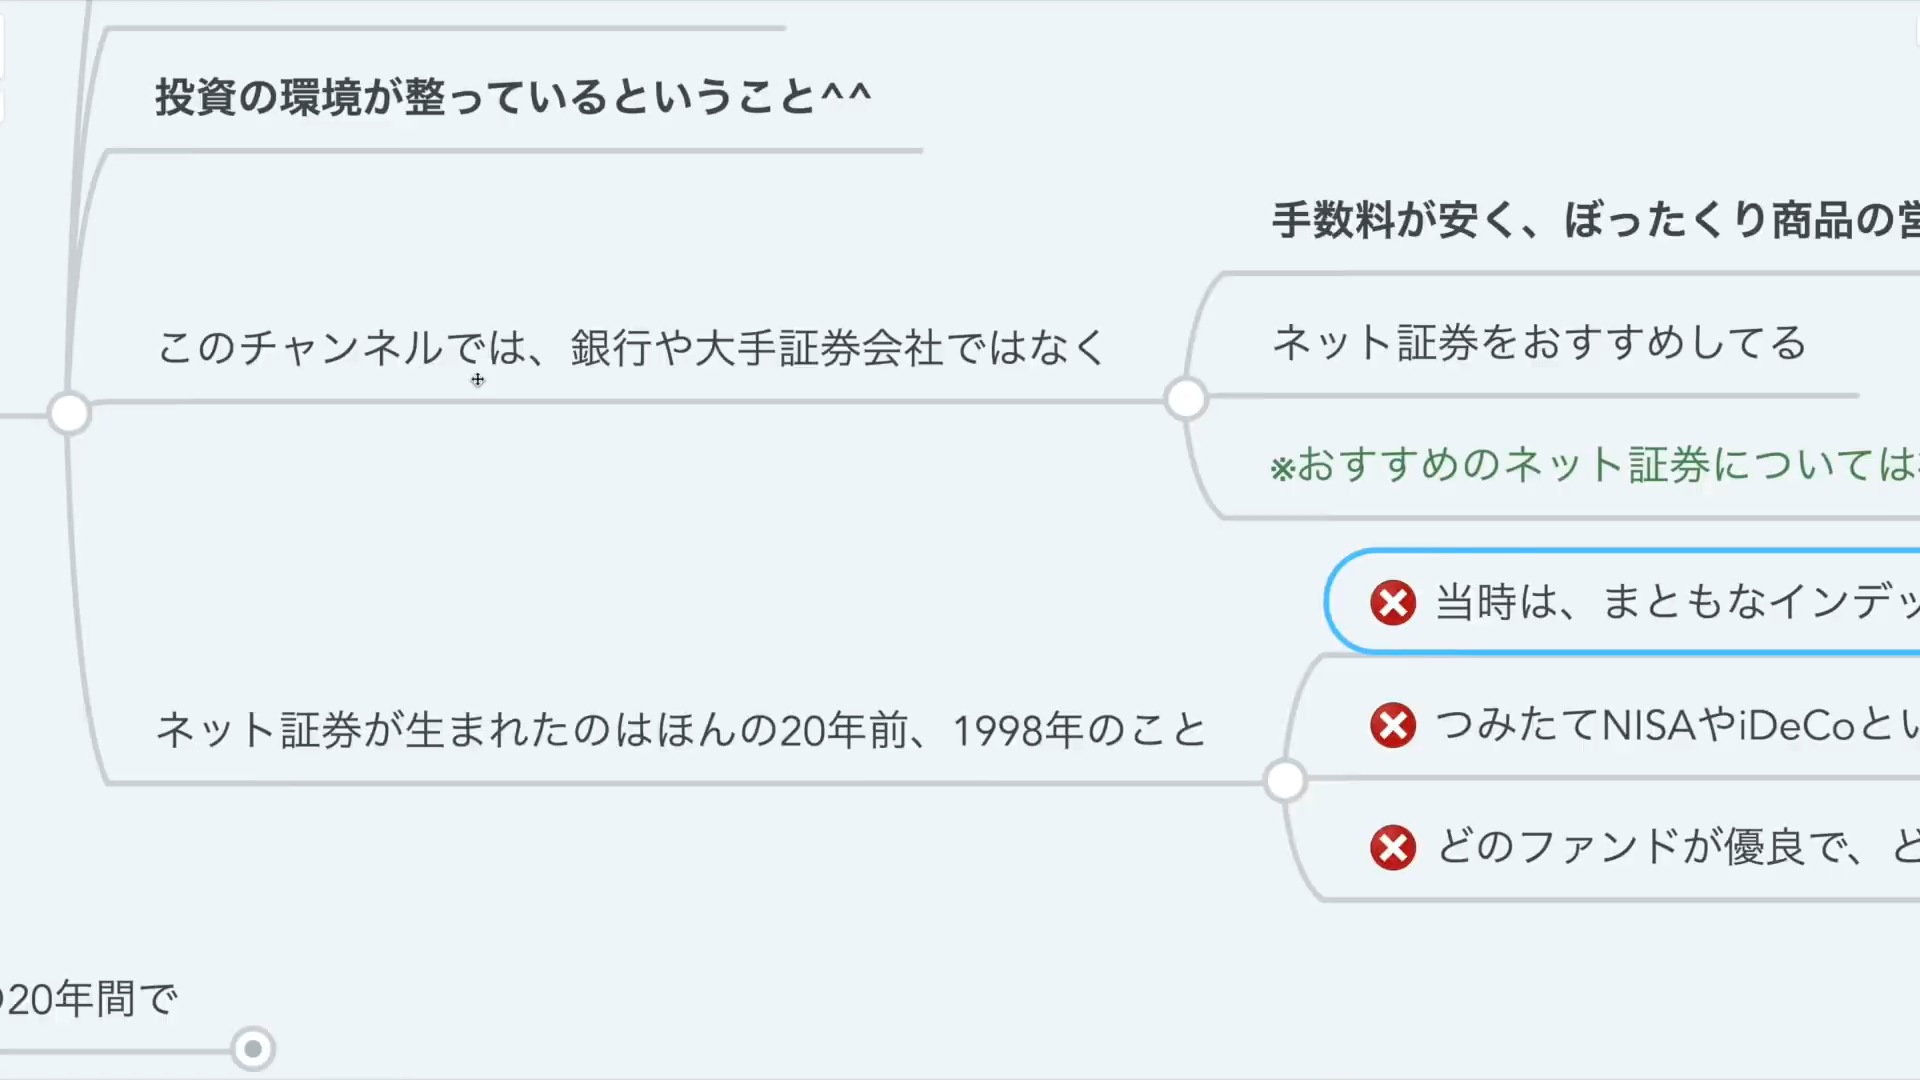 投資の環境が整っているということ^^
手数料が安く、ぼったくり商品の営
このチャンネルでは、銀行や大手証券会社ではなく
ネット証券をおすすめしてる
※おすすめのネット証券については
当時は、まともなインデッ
ネット証券が生まれたのはほんの20年前、1998年のこと
つみたてNISAやiDeCoとい
どのファンドが優良で、ど
20年間で